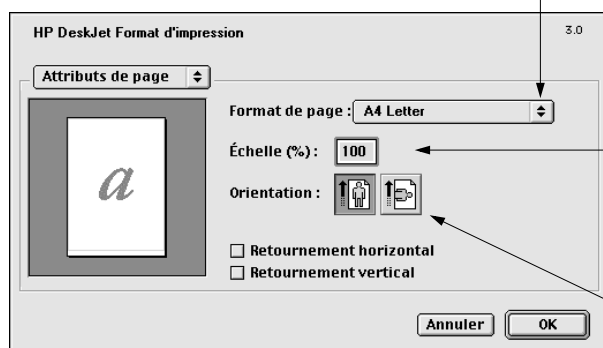 HP DeskJet Format d'impression 3.0
Attributs de page
Format de page : A4 Letter
Échelle (%) : 100
a
Orientation :
Retournement horizontal
Retournement vertical
Annuler OK